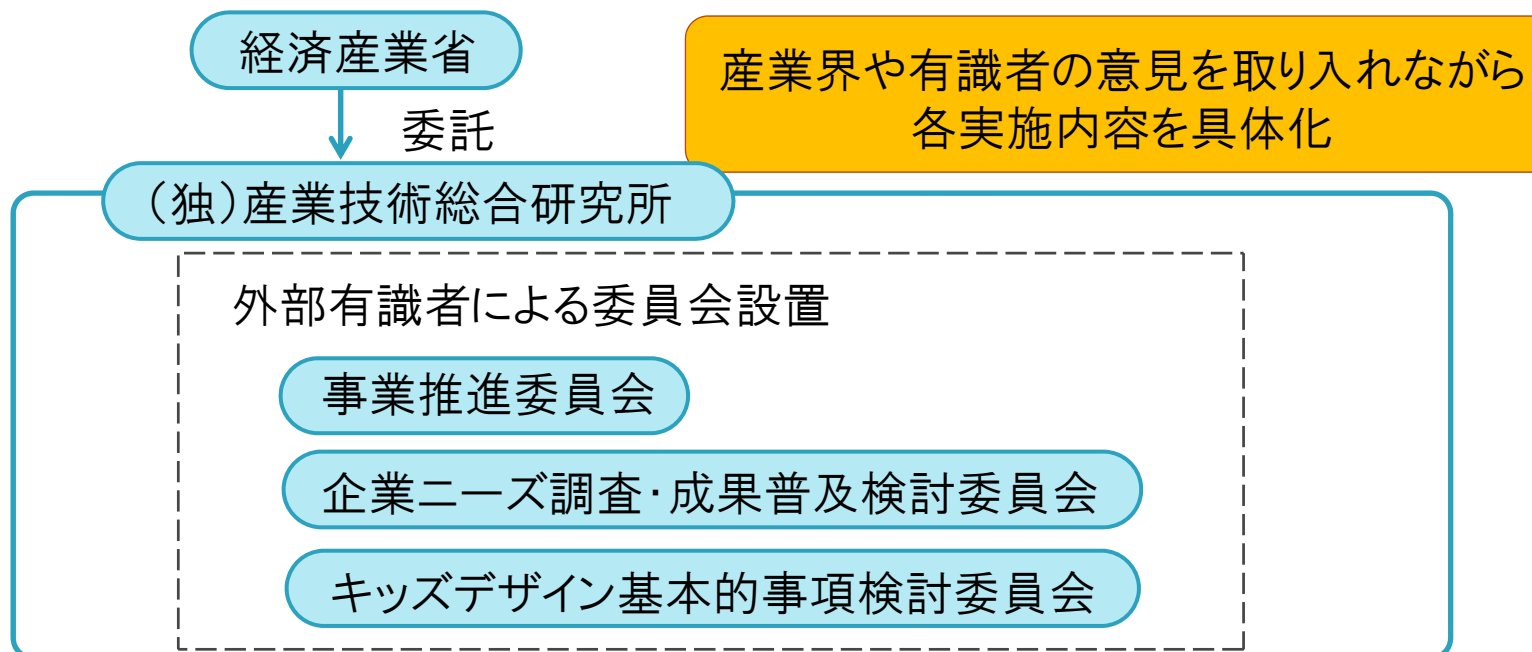 経済産業省
産業界や有識者の意見を取り入れながら
各実施内容を具体化
委託
（独）産業技術総合研究所
外部有識者による委員会設置
事業推進委員会
企業ニーズ調査・成果普及検討委員会
キッズデザイン基本的事項検討委員会